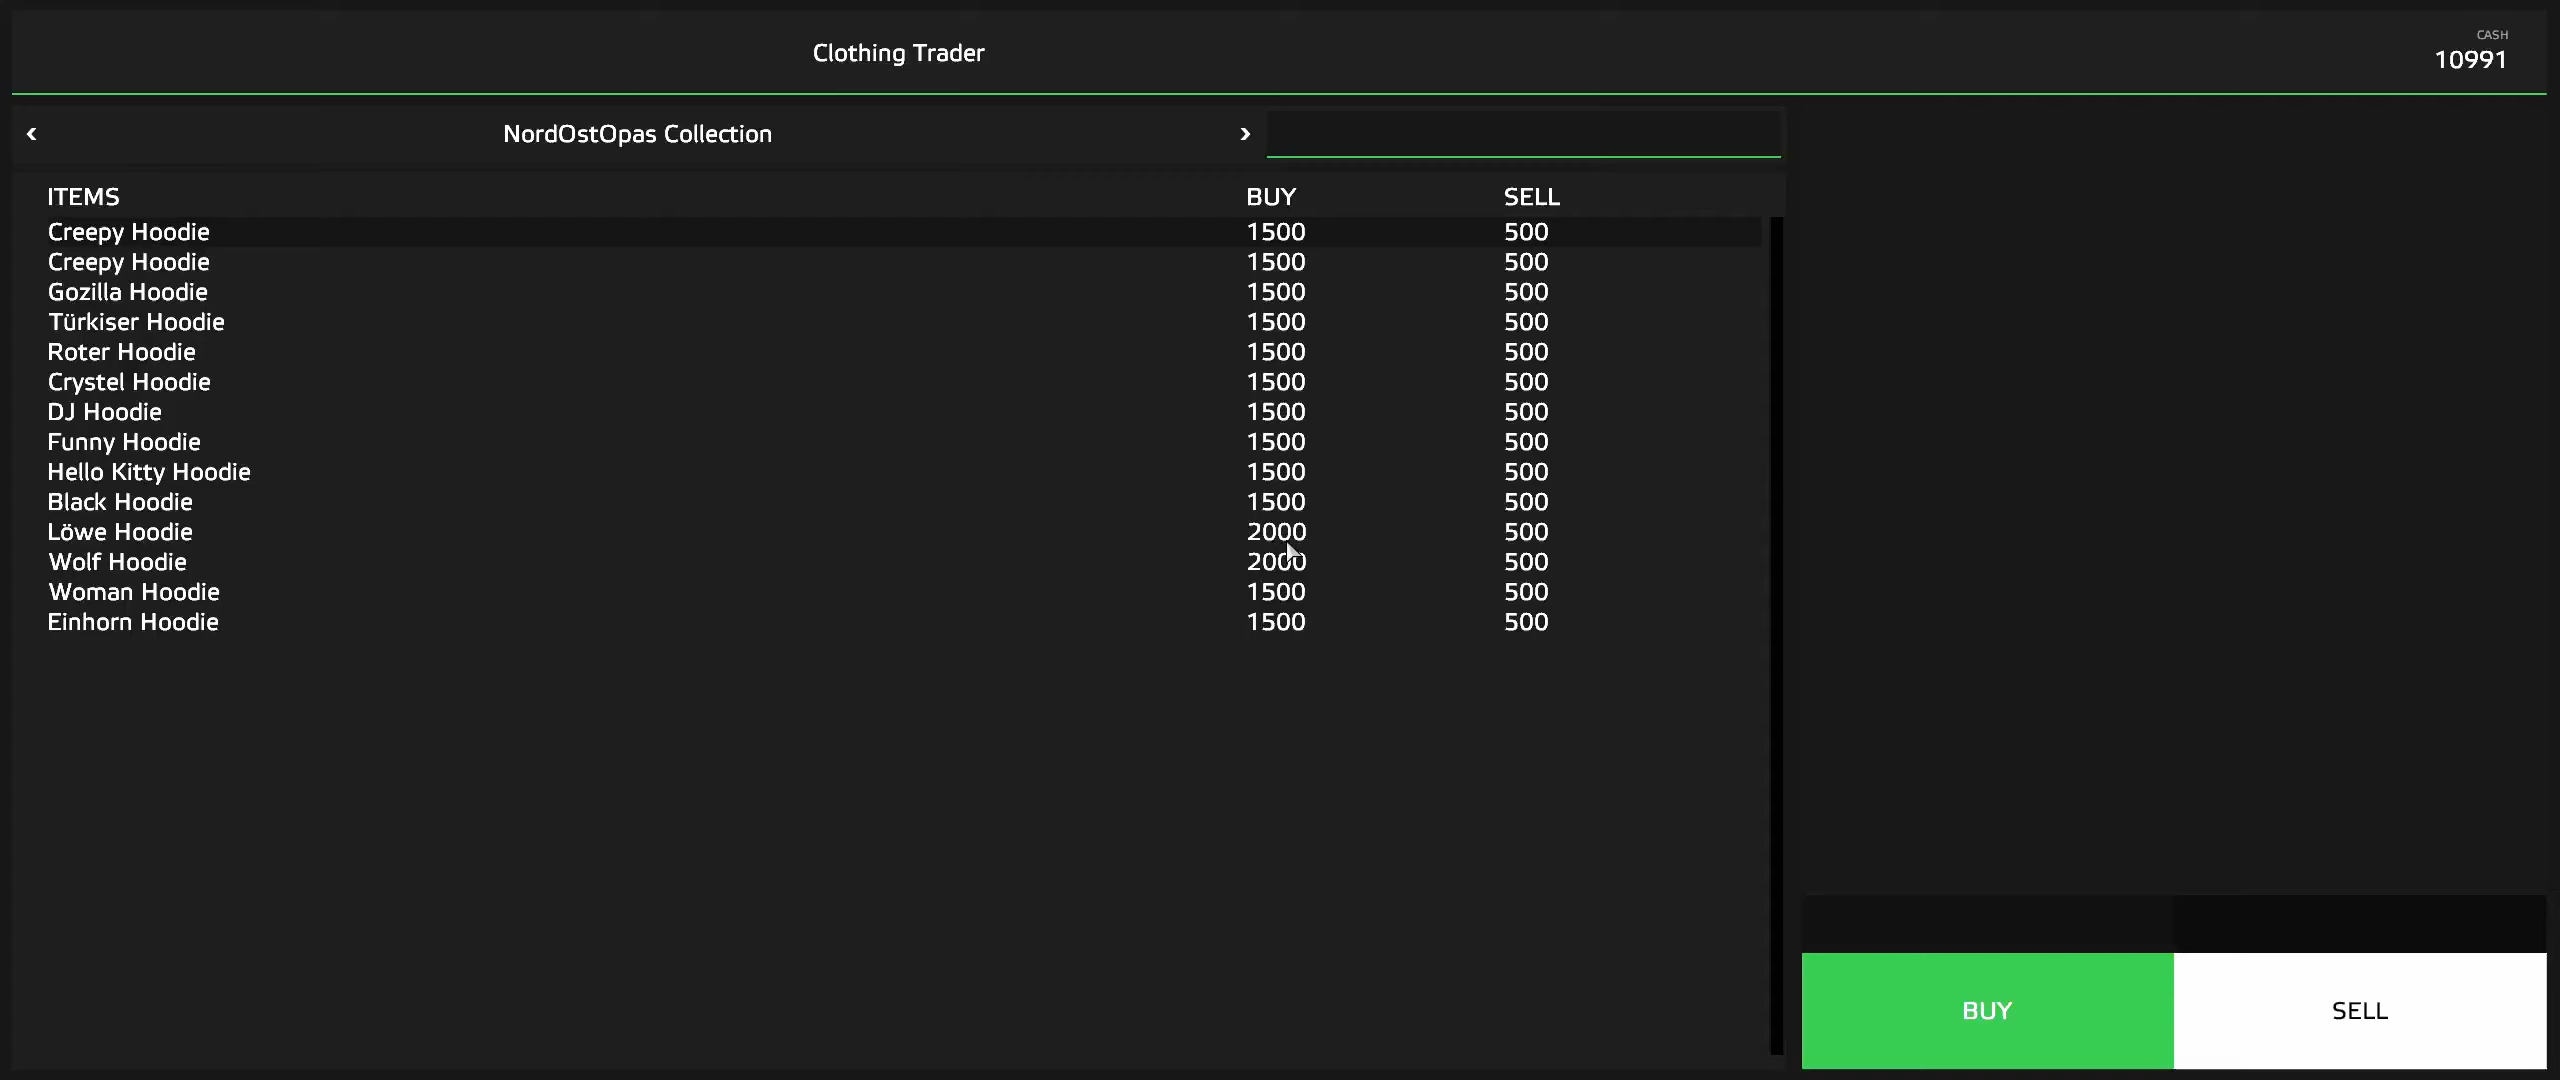 Clothing Trader
CASH
10991
NordOstOpas Collection
ITEMS BUY SELL
Creepy Hoodie 1500 500
Creepy Hoodie 1500 500
Gozilla Hoodie 1500 500
Türkiser Hoodie 1500 500
Roter Hoodie 1500 500
Crystel Hoodie 1500 500
DJ Hoodie 1500 500
Funny Hoodie 1500 500
Hello Kitty Hoodie 1500 500
Black Hoodie 1500 500
Löwe Hoodie 2000 500
Wolf Hoodie 2000 500
Woman Hoodie 1500 500
Einhorn Hoodie 1500 500
BUY SELL